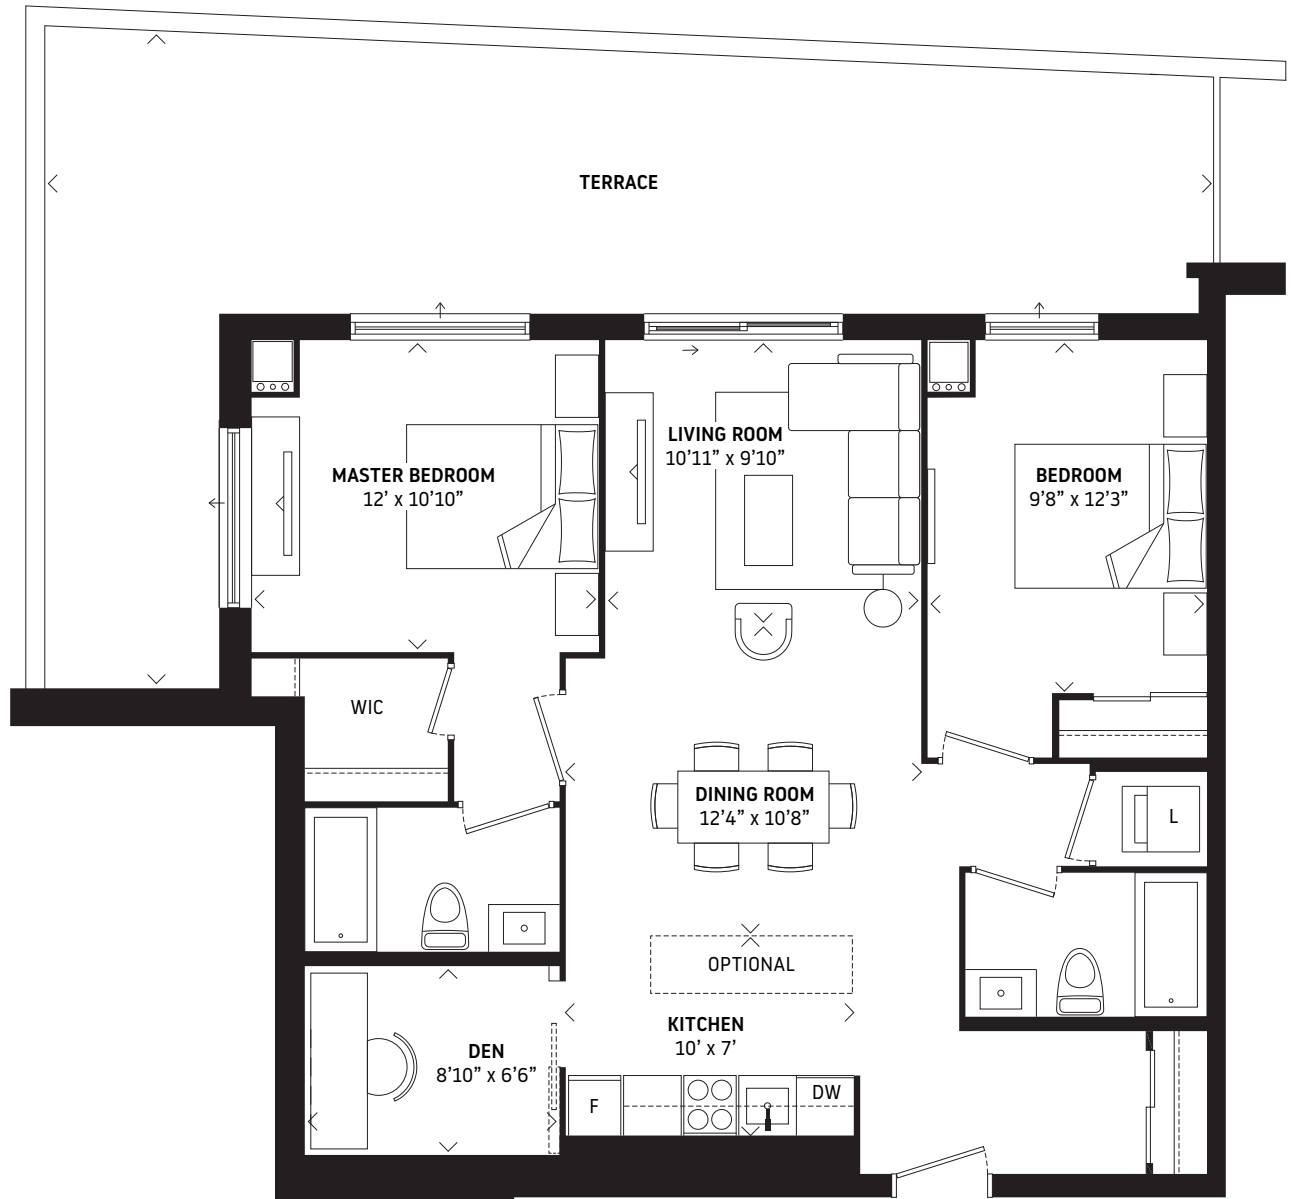 TERRACE
LIVING ROOM
10’11” x 9’10”
MASTER BEDROOM
12’ x 10’10”
BEDROOM
9’8” x 12’3”
WIC
DINING ROOM
12’4” x 10’8”
L
OPTIONAL
KITCHEN
10’ x 7’
DEN
8’10” x 6’6”
F
DW